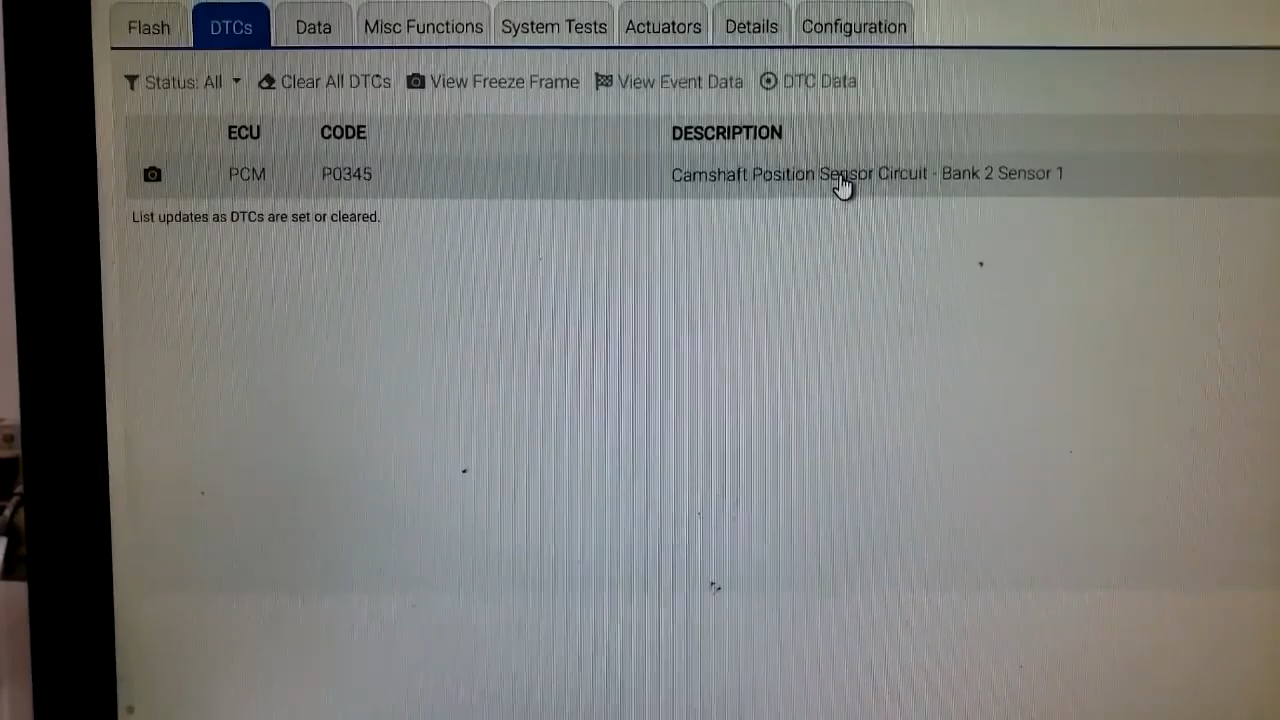 Flash DTCs Data Misc Functions System Tests Actuators Details Configuration
Status: All Clear All DTCs View Freeze Frame View Event Data DTC Data
ECU CODE DESCRIPTION
PCM P0345 Camshaft Position Sensor Circuit - Bank 2 Sensor 1
List updates as DTCs are set or cleared.